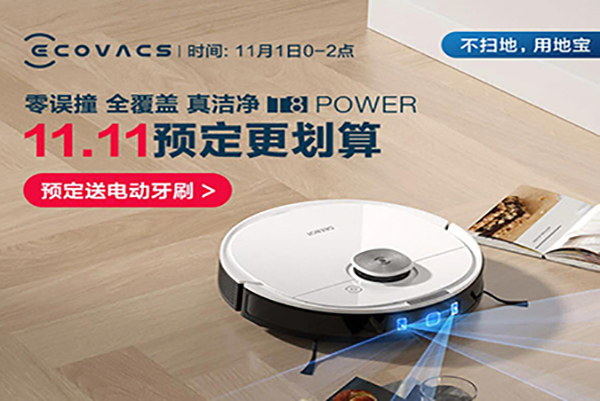 ECOVACS | 时间: 11月1日0-2点
不扫地，用地宝
零误撞 全覆盖 真洁净 T8 POWER
11.11预定更划算
预定送电动牙刷 >
DEEBOT